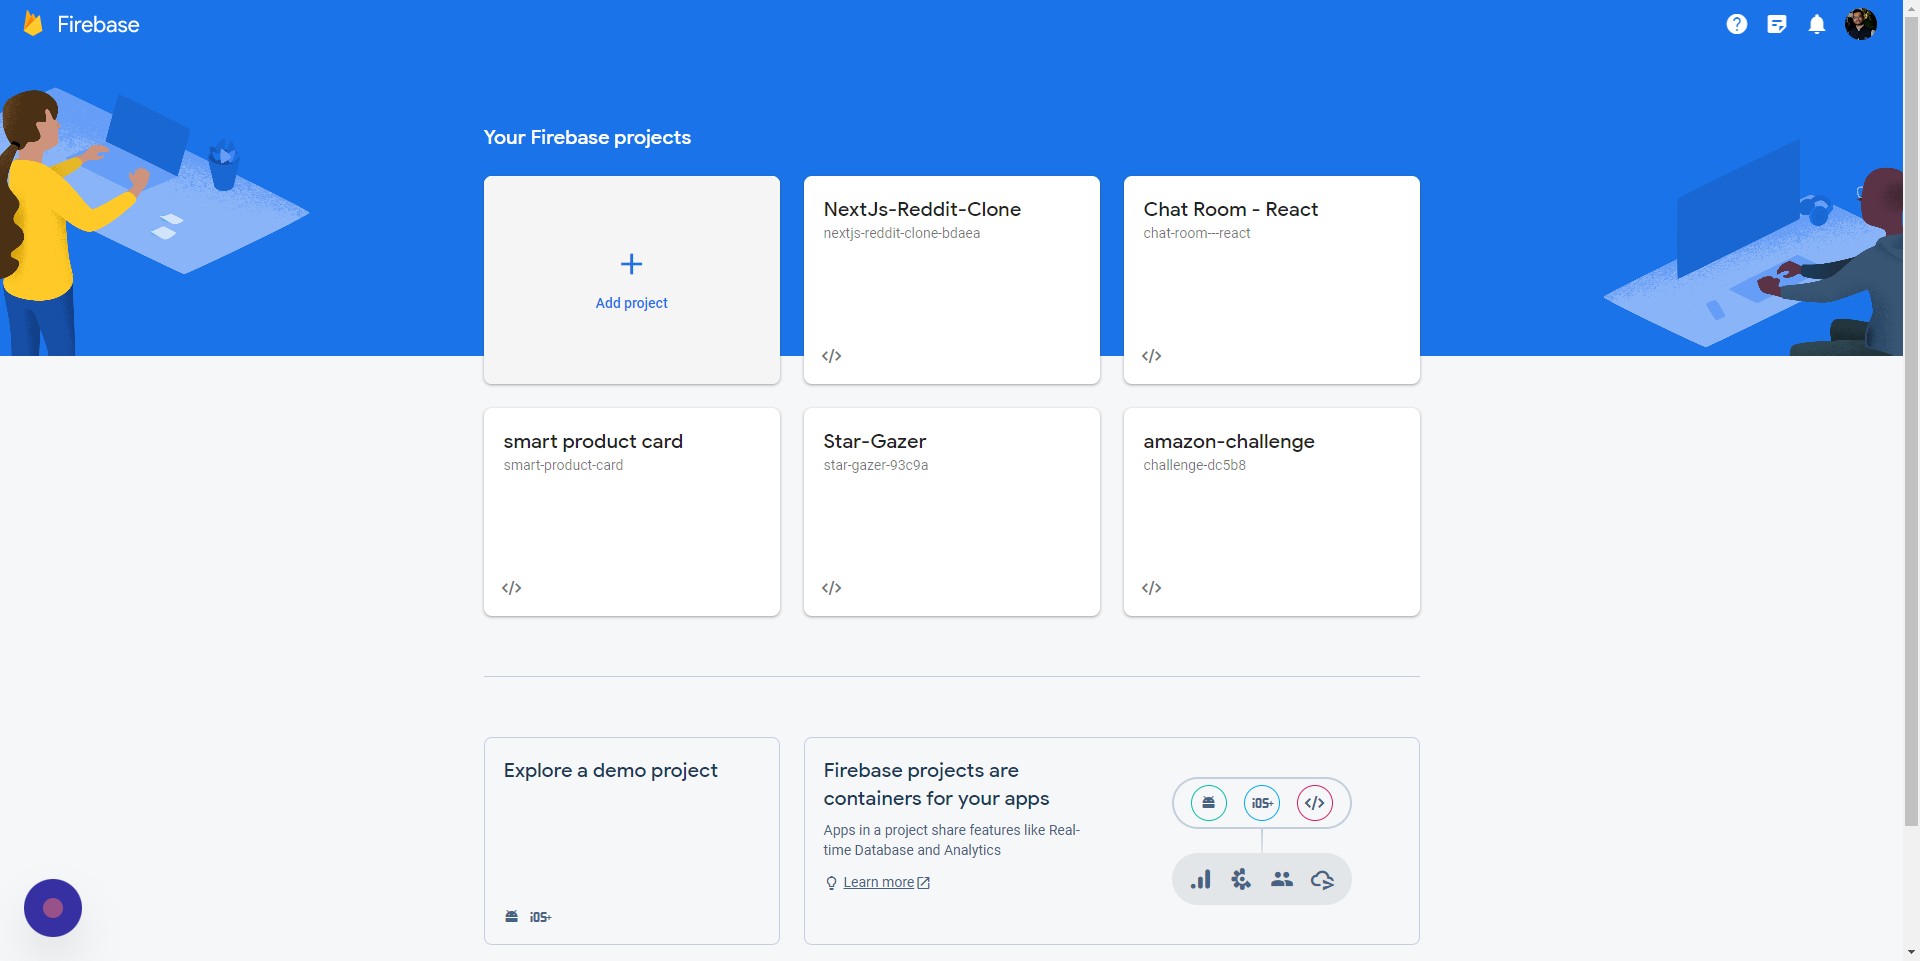 Firebase
Your Firebase projects
Add project
NextJs-Reddit-Clone
nextjs-reddit-clone-bdaea
</>
Chat Room - React
chat-room---react
</>
smart product card
smart-product-card
</>
Star-Gazer
star-gazer-93c9a
</>
amazon-challenge
challenge-dc5b8
</>
Explore a demo project
iOS+
Firebase projects are
containers for your apps
Apps in a project share features like Real-
time Database and Analytics
Learn more
iOS+ </>